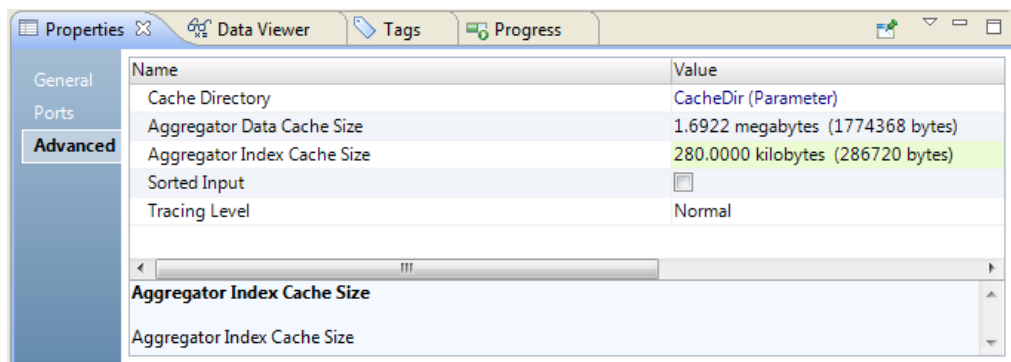 Properties Data Viewer Tags Progress
General
Ports
Advanced
Name Value
Cache Directory CacheDir (Parameter)
Aggregator Data Cache Size 1.6922 megabytes (1774368 bytes)
Aggregator Index Cache Size 280.0000 kilobytes (286720 bytes)
Sorted Input
Tracing Level Normal
Aggregator Index Cache Size
Aggregator Index Cache Size